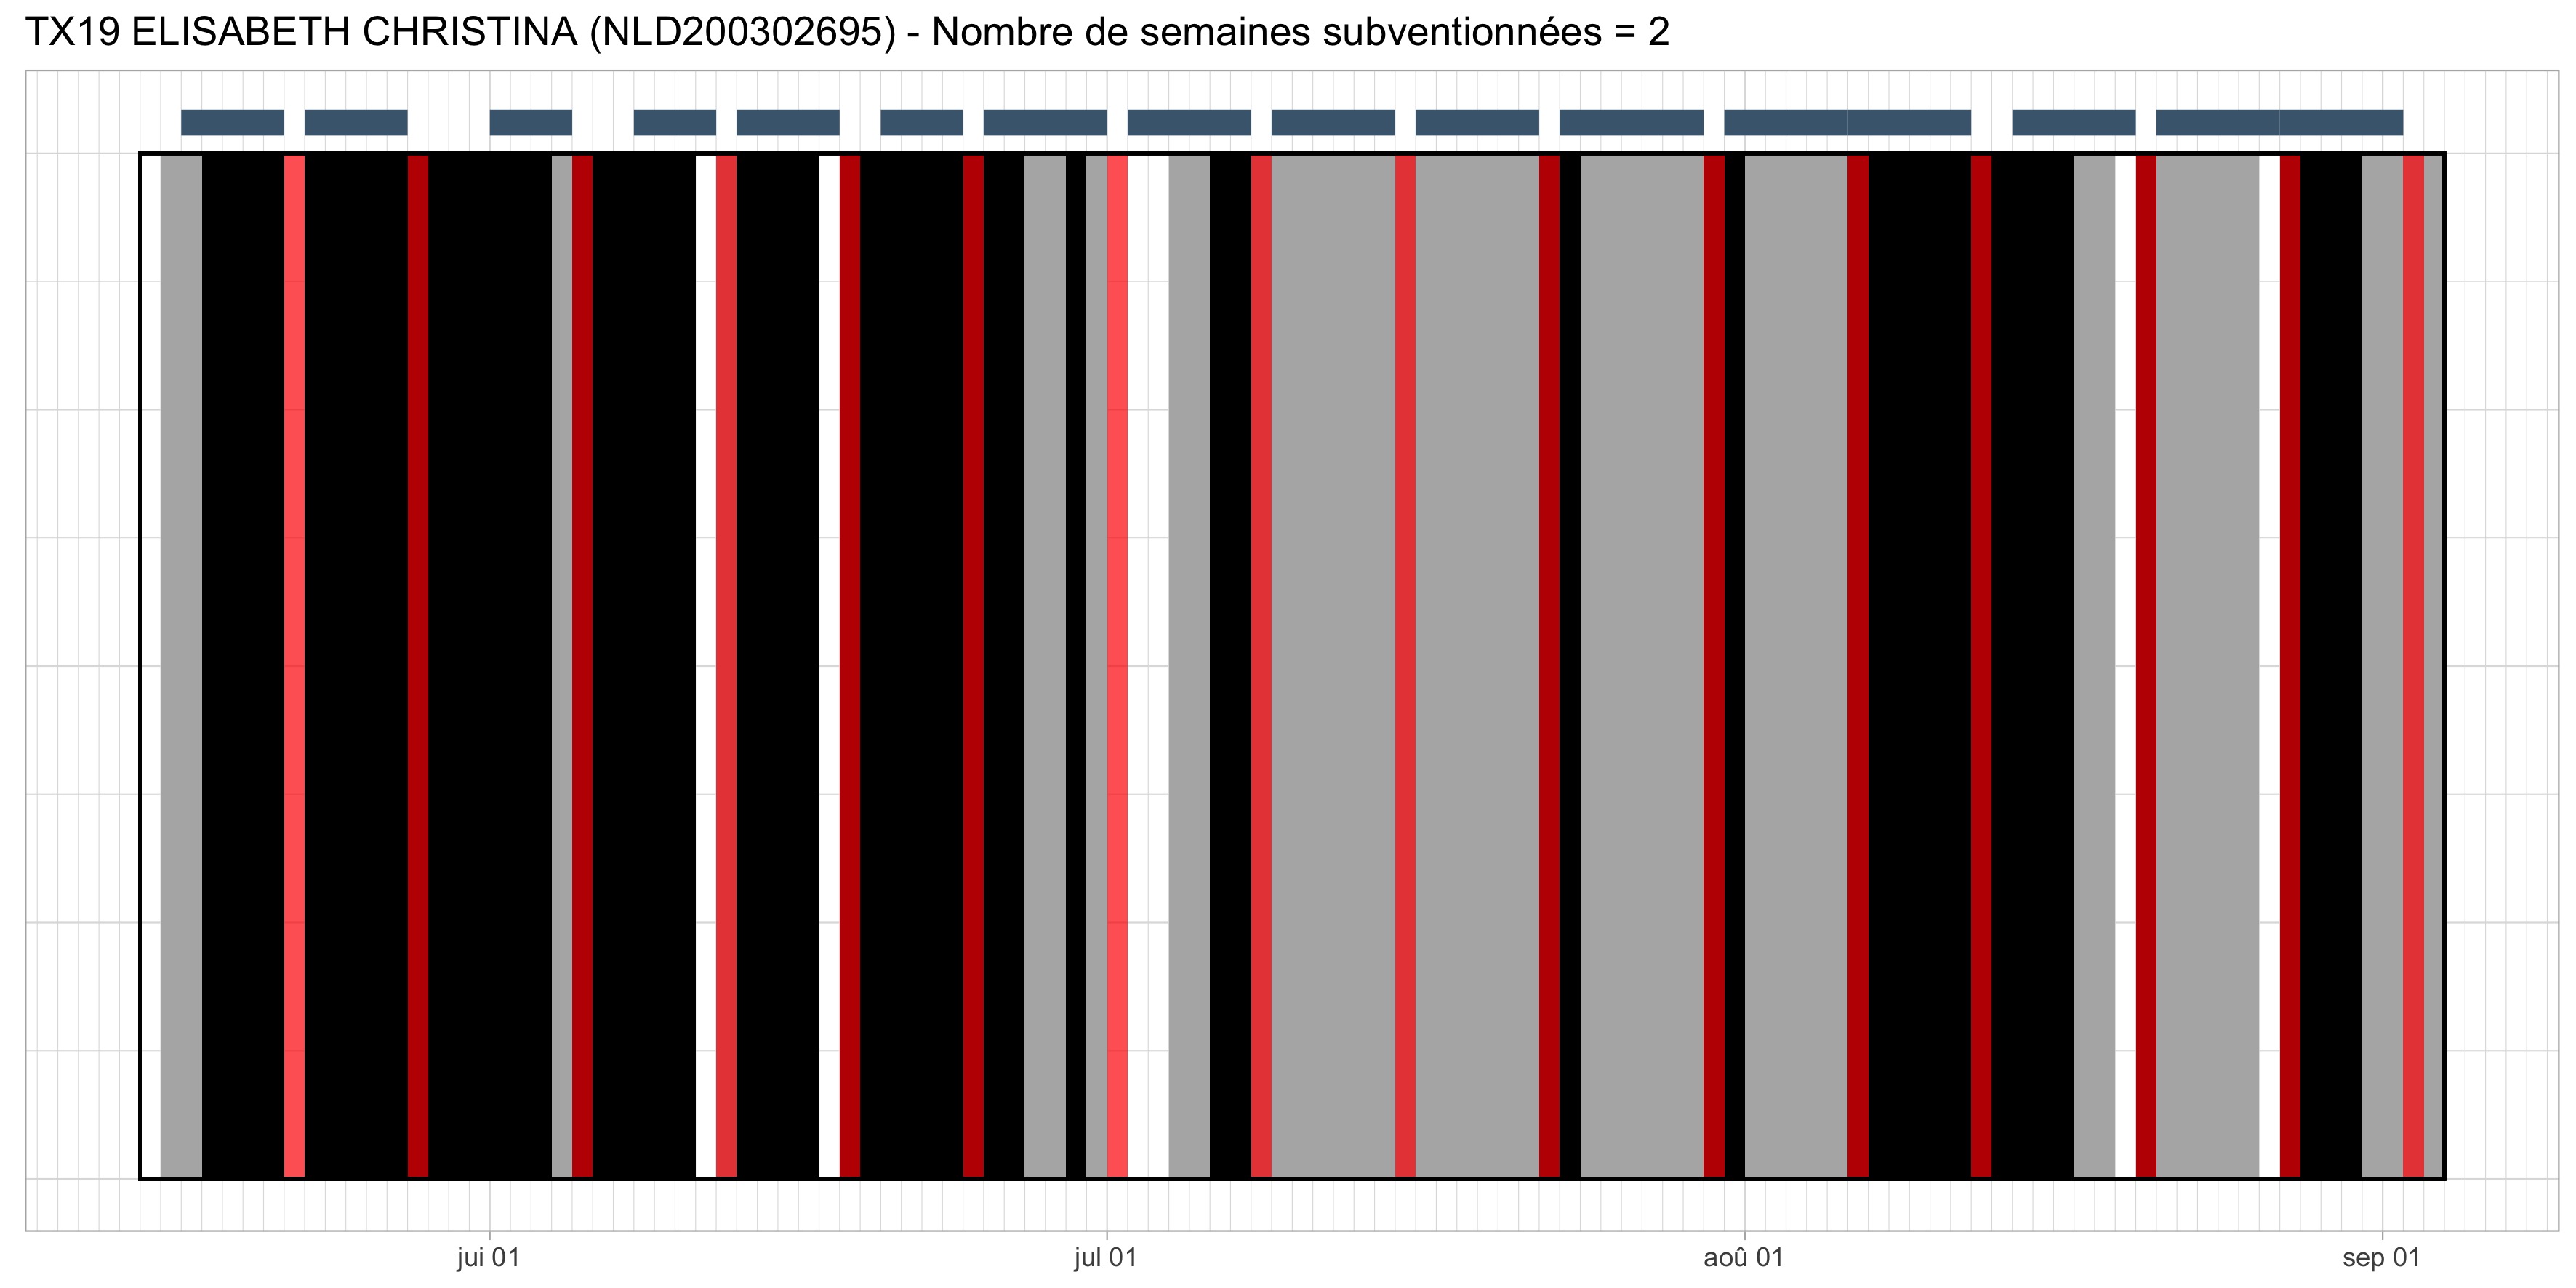 TX19 ELISABETH CHRISTINA (NLD200302695) - Nombre de semaines subventionnées = 2
jui 01
jul 01
aoû 01
sep 01